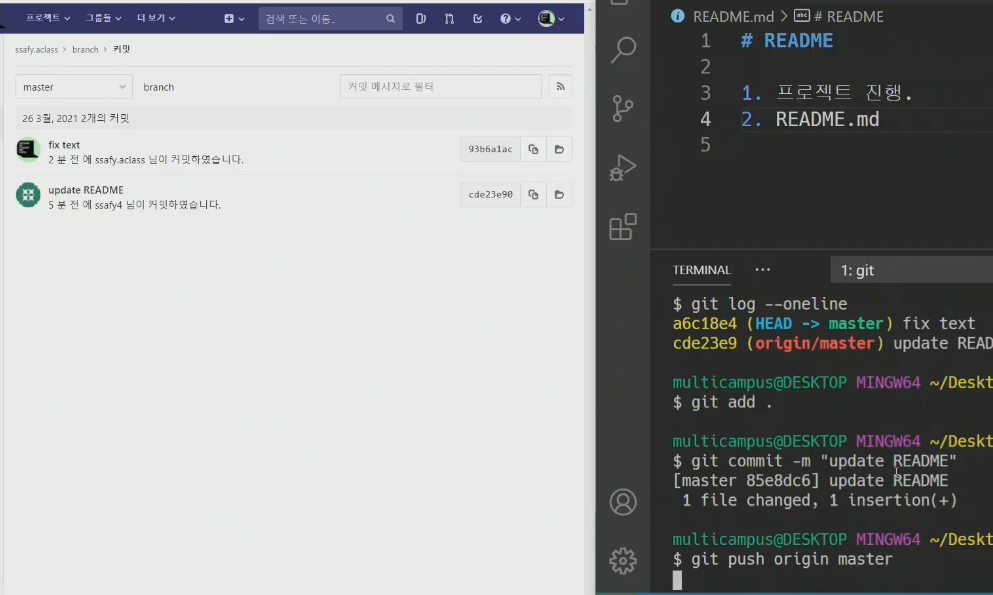 프로젝트 그룹들 더 보기 검색 또는 이동..
ssafy.aclass > branch > 커밋
master branch 커밋 메시지로 필터
26 3월, 2021 2개의 커밋
fix text
2 분 전 에 ssafy.aclass 님이 커밋하였습니다.
93b6a1ac
update README
5 분 전 에 ssafy4 님이 커밋하였습니다.
cde23e90
README.md > # README
1 # README
2
3 1. 프로젝트 진행.
4 2. README.md
5
TERMINAL ... 1: git
$ git log --oneline
a6c18e4 (HEAD -> master) fix text
cde23e9 (origin/master) update READ
multicampus@DESKTOP MINGW64 ~/Deskt
$ git add .
multicampus@DESKTOP MINGW64 ~/Deskt
$ git commit -m "update README"
[master 85e8dc6] update README
1 file changed, 1 insertion(+)
multicampus@DESKTOP MINGW64 ~/Deskt
$ git push origin master